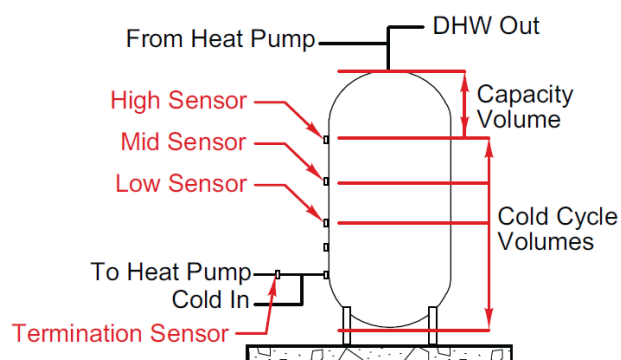 From Heat Pump
DHW Out
High Sensor
Capacity
Volume
Mid Sensor
Low Sensor
Cold Cycle
Volumes
To Heat Pump
Cold In
Termination Sensor